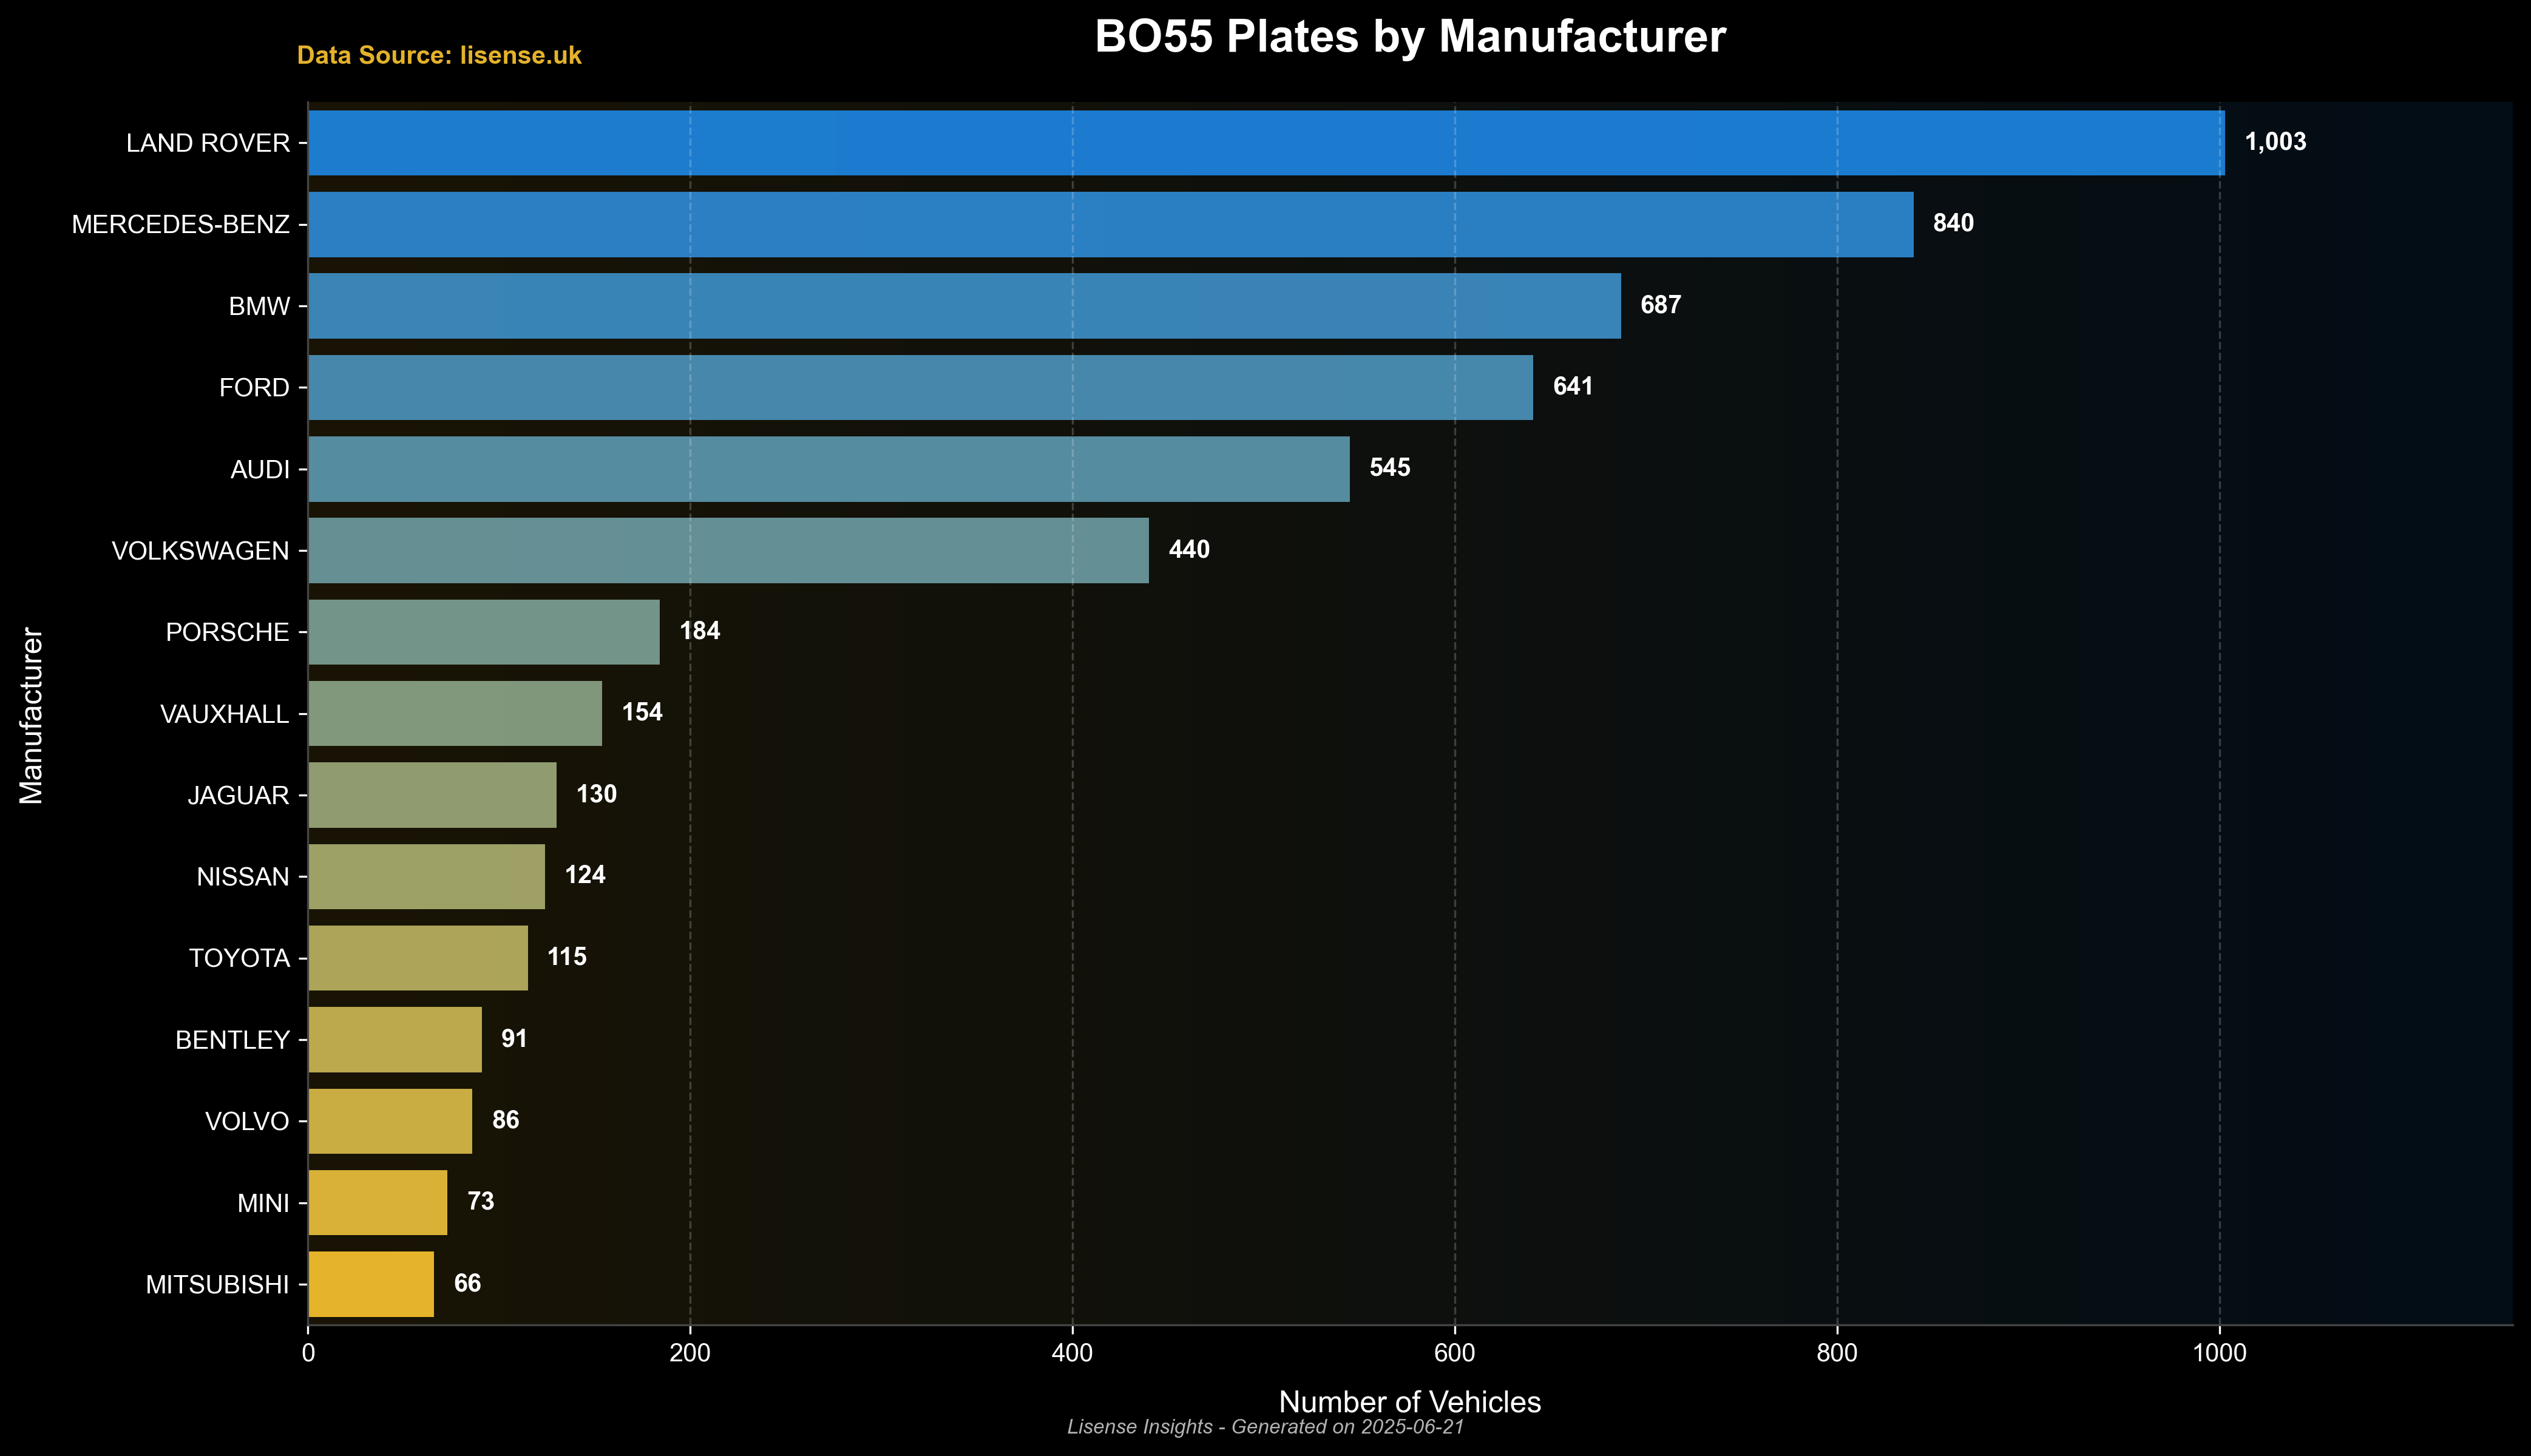 BO55 Plates by Manufacturer
Data Source: lisense.uk
LAND ROVER 1,003
MERCEDES-BENZ 840
BMW 687
FORD 641
AUDI 545
VOLKSWAGEN 440
PORSCHE 184
VAUXHALL 154
JAGUAR 130
NISSAN 124
TOYOTA 115
BENTLEY 91
VOLVO 86
MINI 73
MITSUBISHI 66
Manufacturer
0 200 400 600 800 1000
Number of Vehicles
Lisense Insights - Generated on 2025-06-21